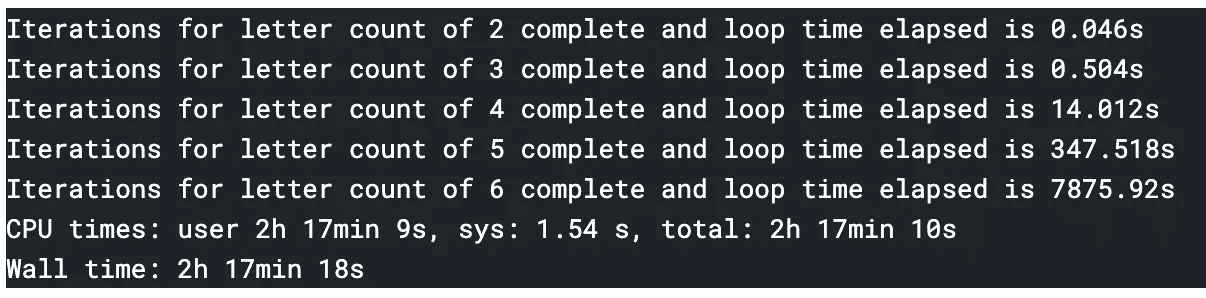 Iterations for letter count of 2 complete and loop time elapsed is 0.046s
Iterations for letter count of 3 complete and loop time elapsed is 0.504s
Iterations for letter count of 4 complete and loop time elapsed is 14.012s
Iterations for letter count of 5 complete and loop time elapsed is 347.518s
Iterations for letter count of 6 complete and loop time elapsed is 7875.92s
CPU times: user 2h 17min 9s, sys: 1.54 s, total: 2h 17min 10s
Wall time: 2h 17min 18s